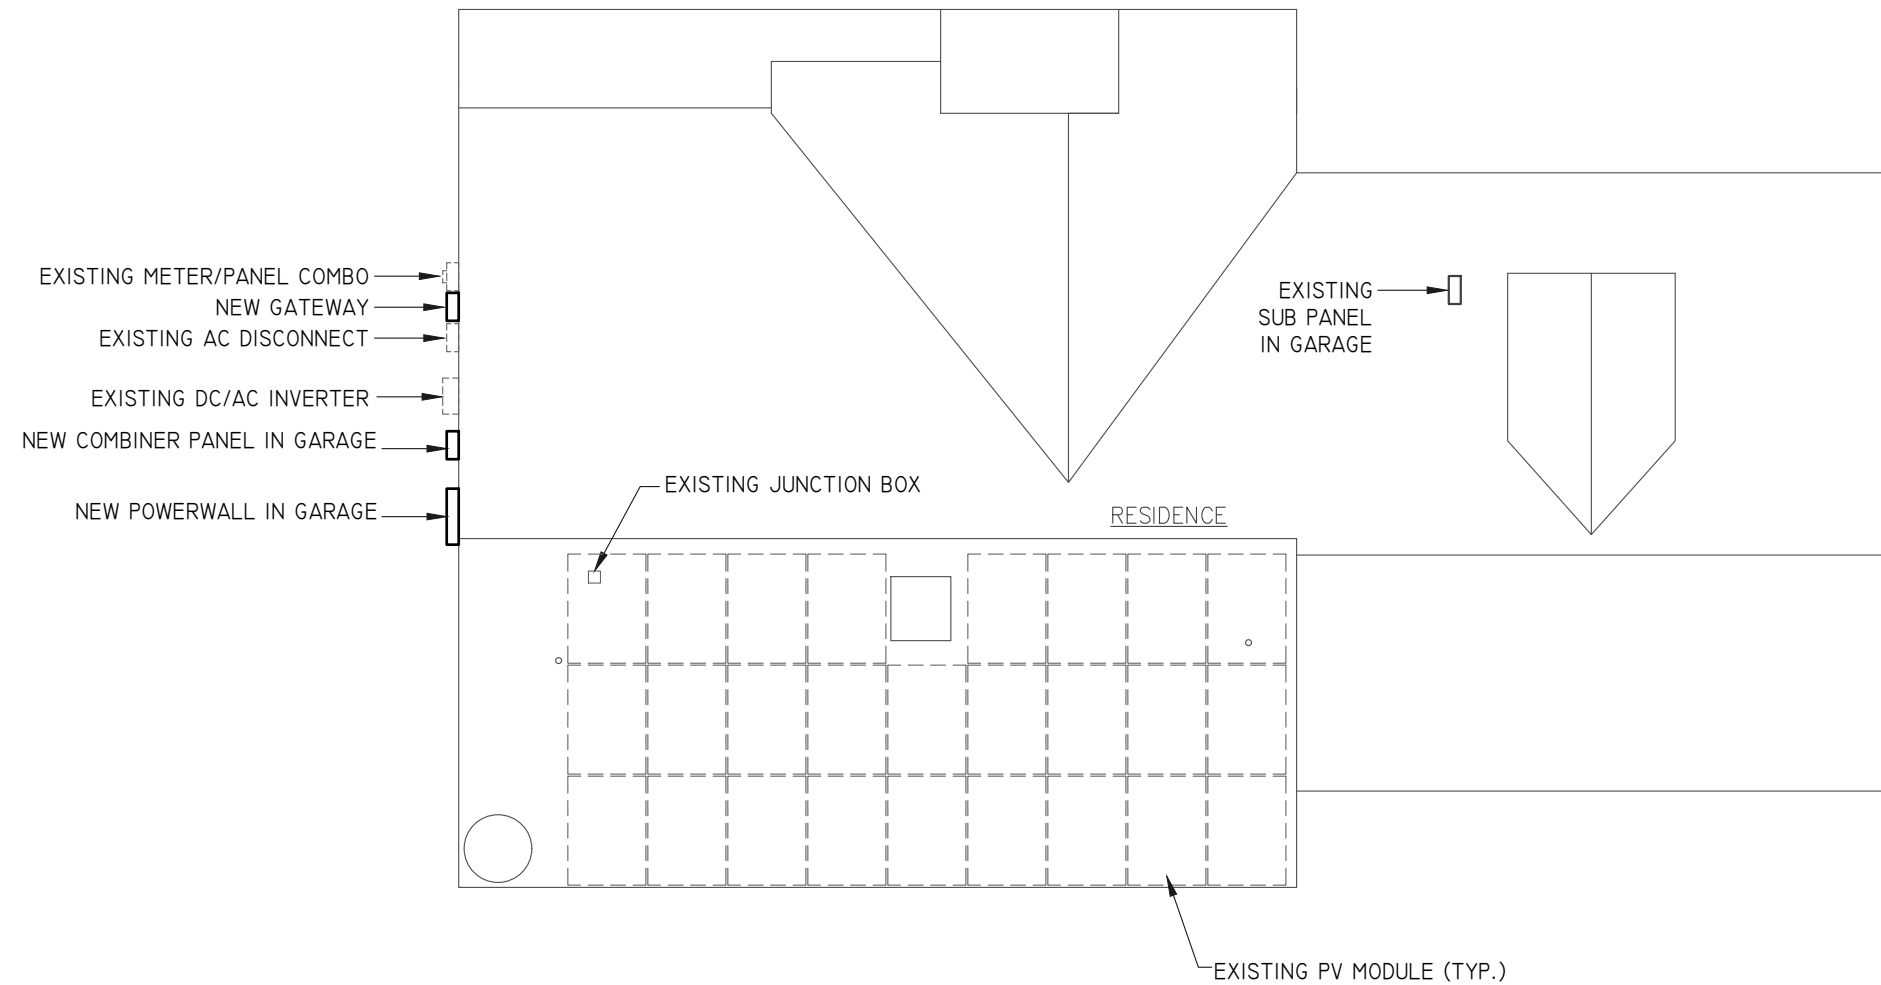 EXISTING METER/PANEL COMBO
NEW GATEWAY
EXISTING AC DISCONNECT
EXISTING DC/AC INVERTER
NEW COMBINER PANEL IN GARAGE
NEW POWERWALL IN GARAGE
EXISTING JUNCTION BOX
RESIDENCE
EXISTING
SUB PANEL
IN GARAGE
EXISTING PV MODULE (TYP.)